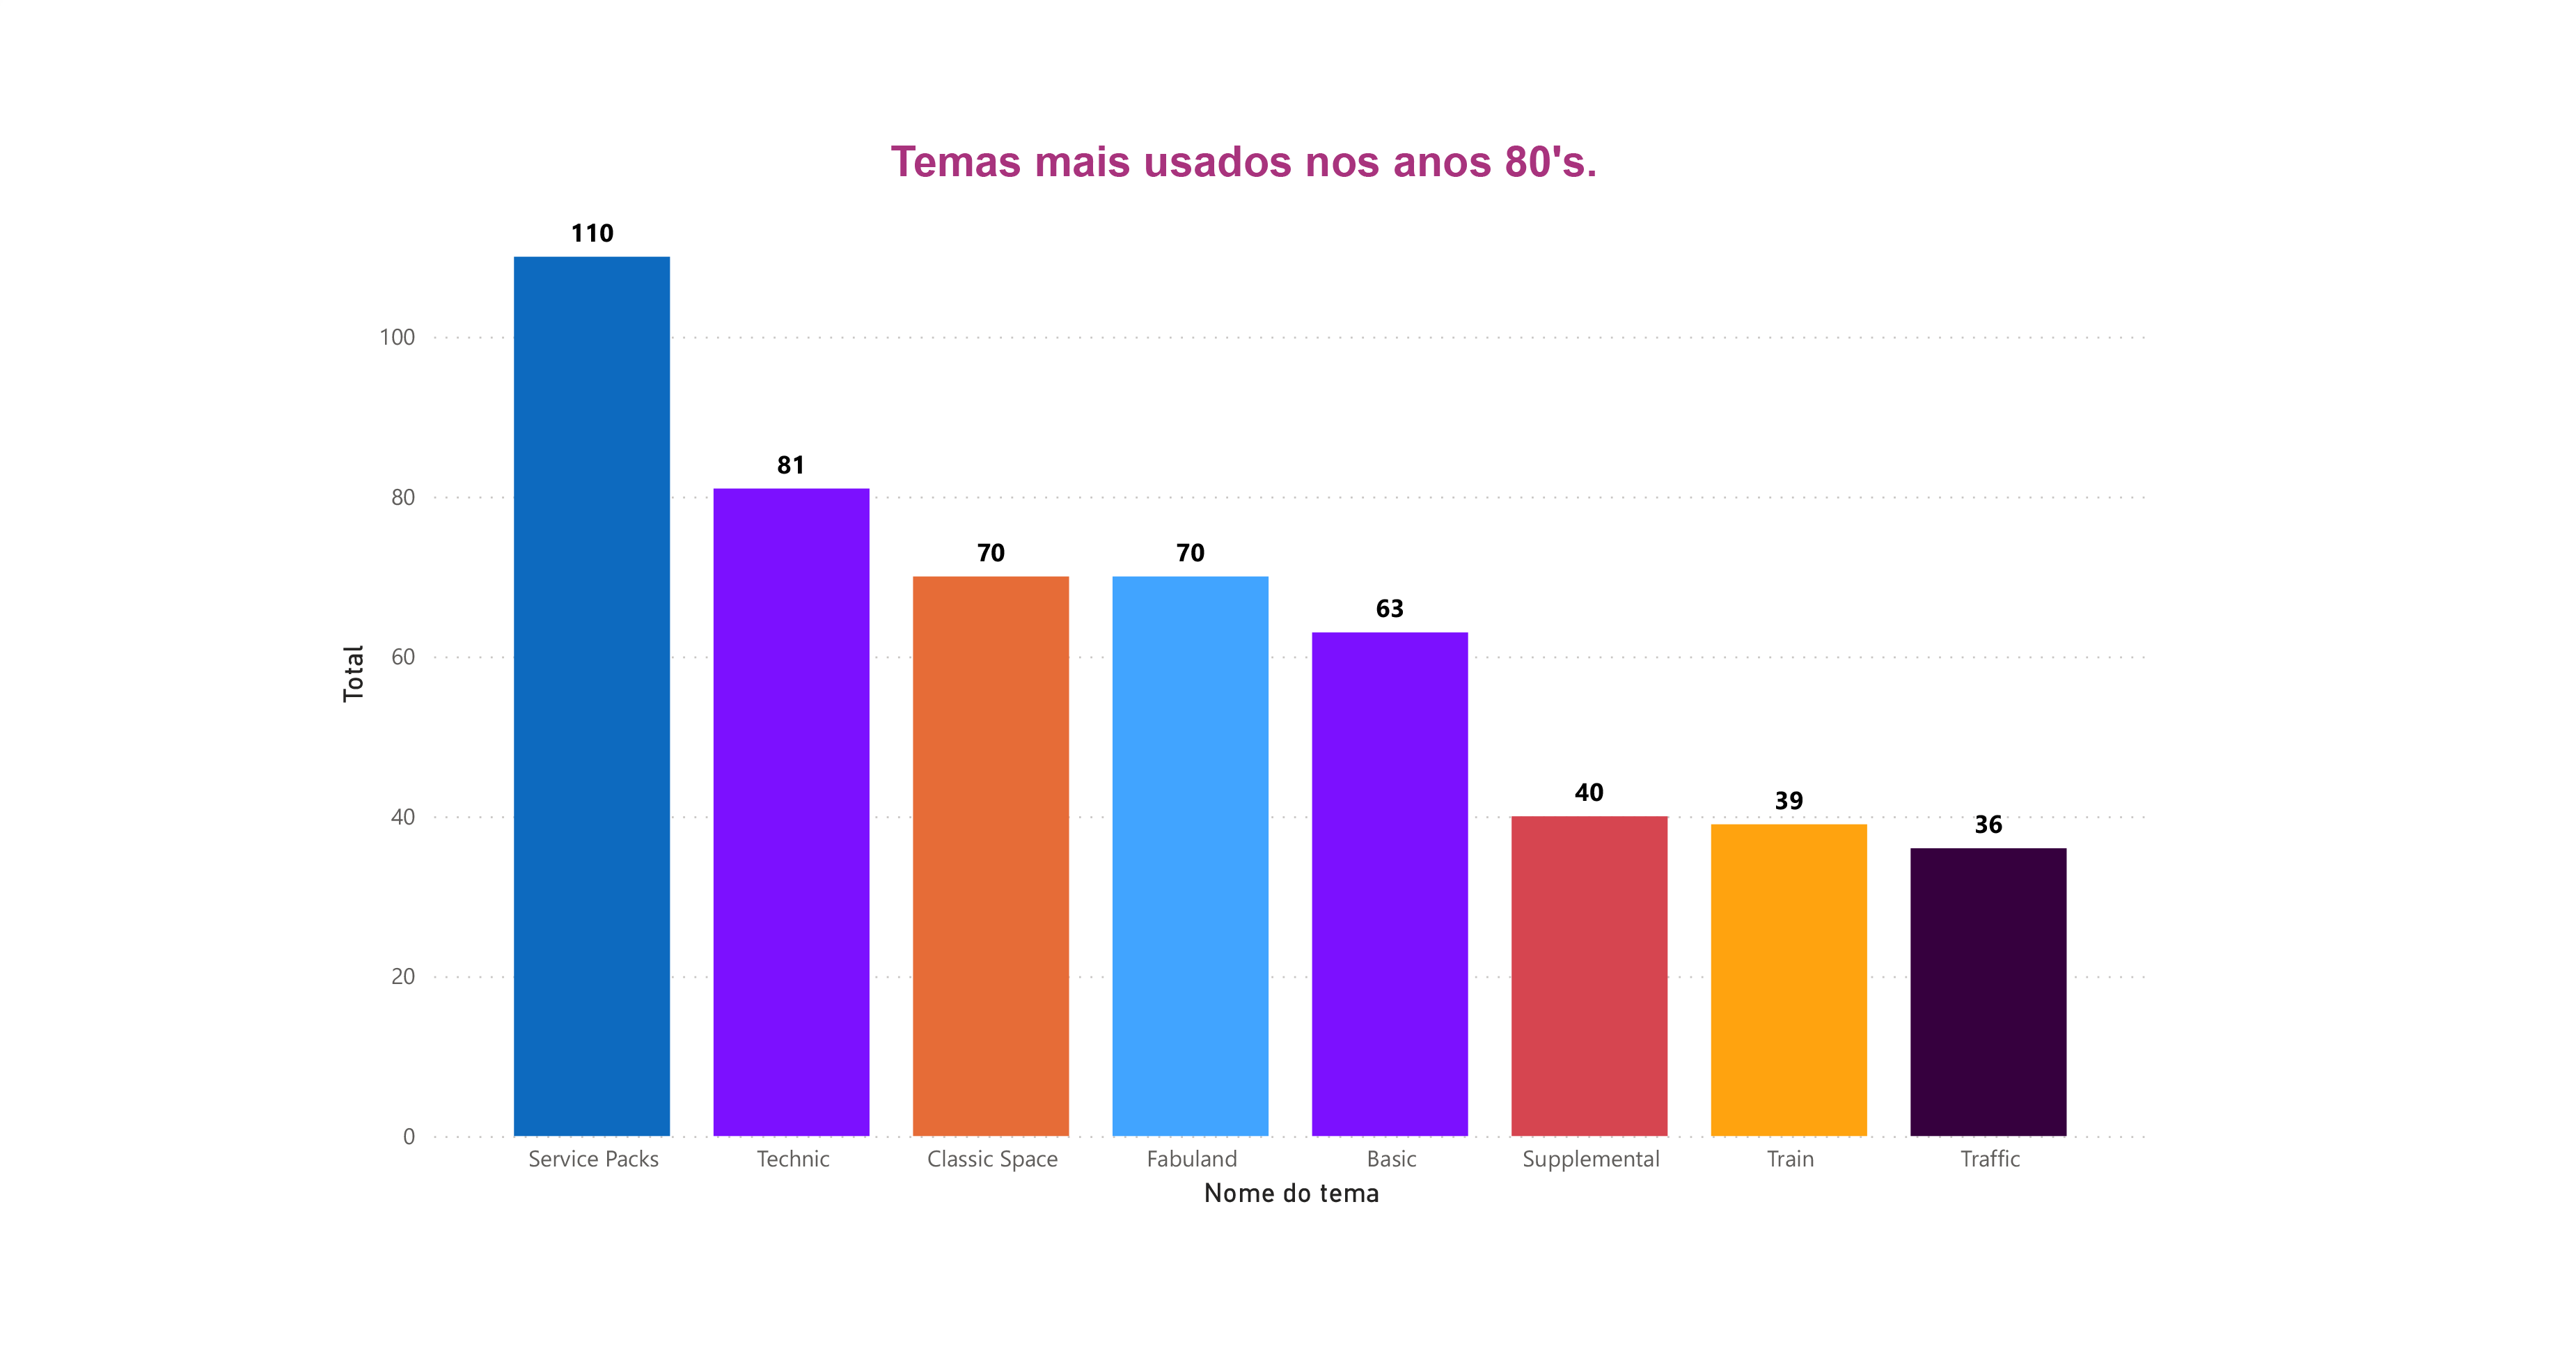 Temas mais usados nos anos 80's.
110
81
70
70
63
40
39
36
100
80
60
40
20
0
Total
Service Packs
Technic
Classic Space
Fabuland
Basic
Supplemental
Train
Traffic
Nome do tema